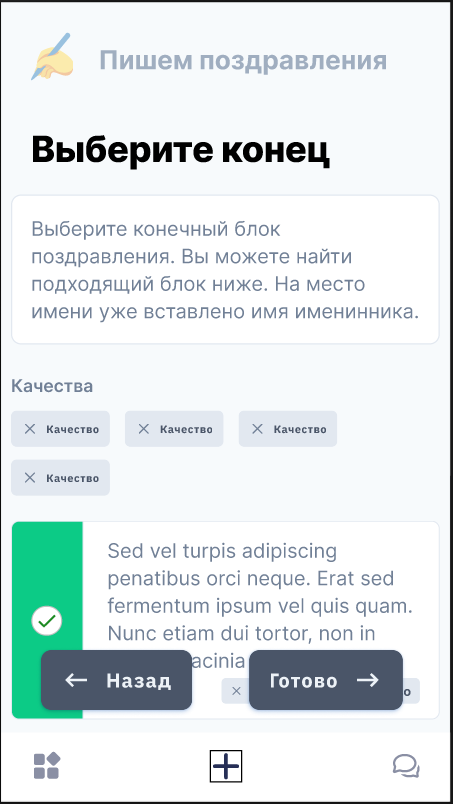 Пишем поздравления
Выберите конец
Выберите конечный блок
поздравления. Вы можете найти
подходящий блок ниже. На место
имени уже вставлено имя именинника.
Качества
Качество Качество Качество
Качество
Sed vel turpis adipiscing
penatibus orci neque. Erat sed
fermentum ipsum vel quis quam.
Nunc etiam dui tortor, non in
acinia
Назад Готово